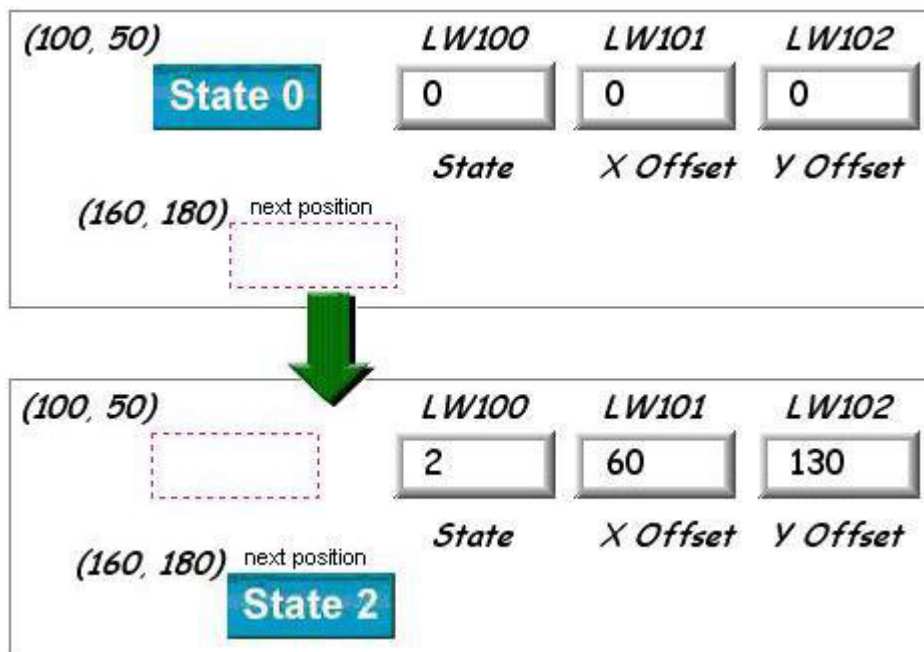 (100, 50) LW100 LW101 LW102
State 0 0 0 0
State X Offset Y Offset
(160, 180) next position
(100, 50) LW100 LW101 LW102
2 60 130
State X Offset Y Offset
(160, 180) next position
State 2